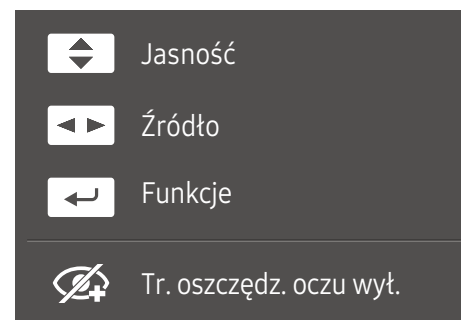 Jasność
Źródło
Funkcje
Tr. oszczędz. oczu wył.